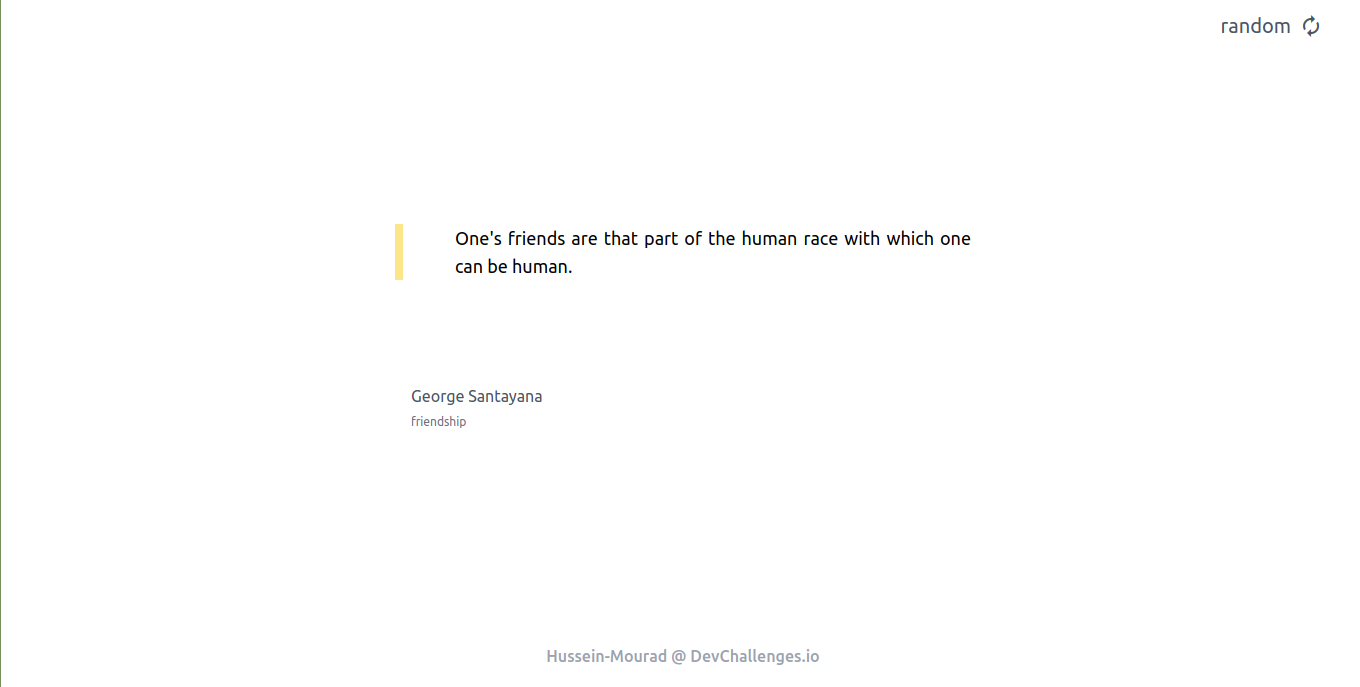 random
One's friends are that part of the human race with which one
can be human.
George Santayana
friendship
Hussein-Mourad @ DevChallenges.io